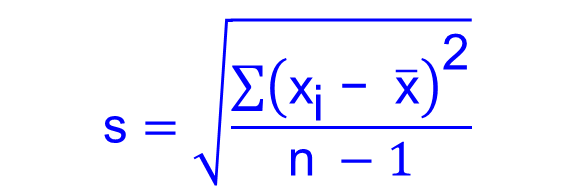 s = √(Σ(xᵢ − x̄)² / (n − 1))